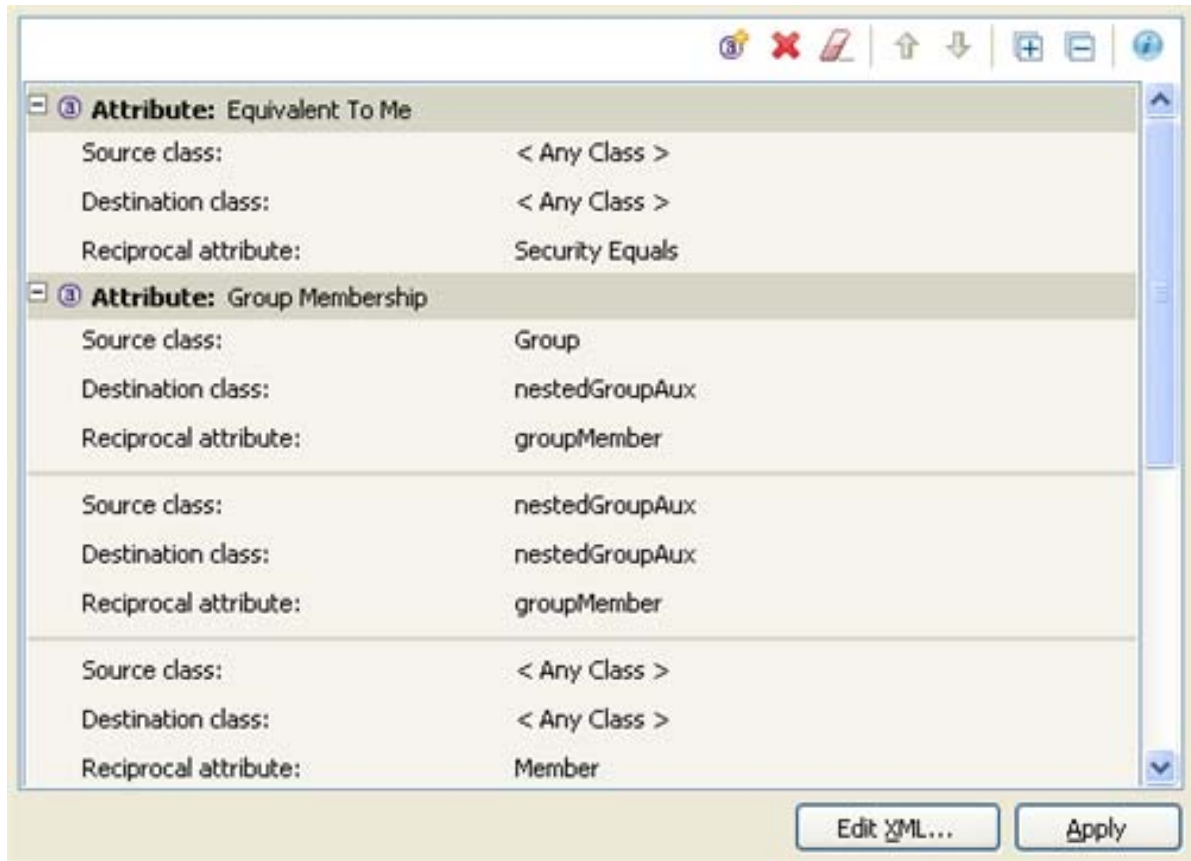 Attribute: Equivalent To Me
Source class: < Any Class >
Destination class: < Any Class >
Reciprocal attribute: Security Equals
Attribute: Group Membership
Source class: Group
Destination class: nestedGroupAux
Reciprocal attribute: groupMember
Source class: nestedGroupAux
Destination class: nestedGroupAux
Reciprocal attribute: groupMember
Source class: < Any Class >
Destination class: < Any Class >
Reciprocal attribute: Member
Edit XML... Apply